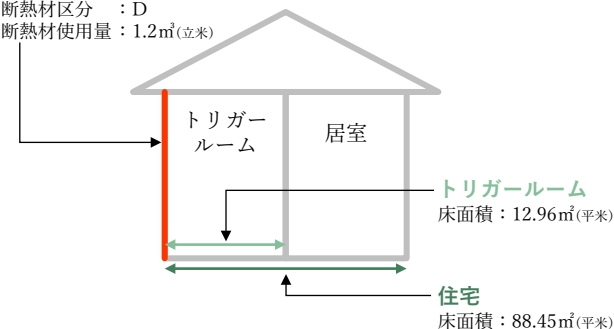 断熱材区分　：D
断熱材使用量：1.2㎥(立米)
トリガー
ルーム
居室
トリガールーム
床面積：12.96㎡(平米)
住宅
床面積：88.45㎡(平米)